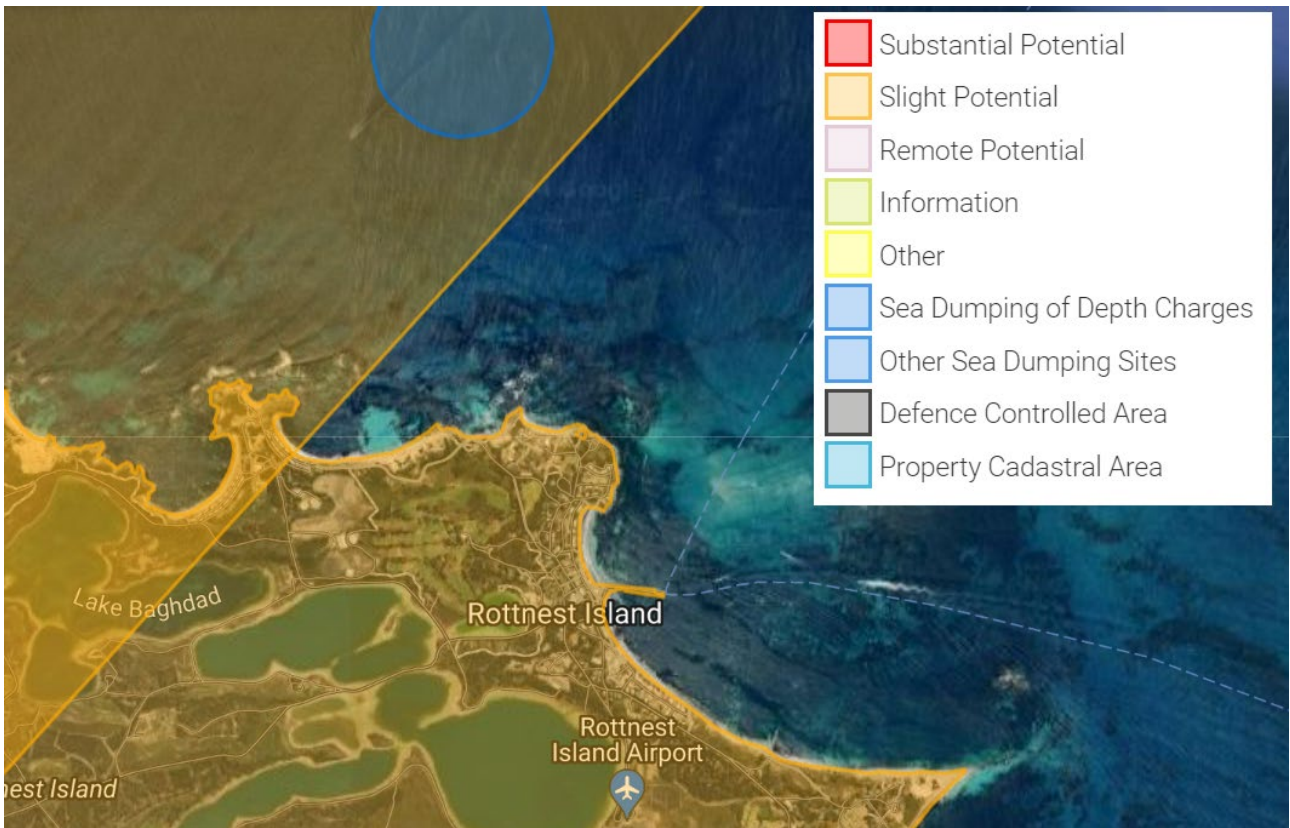 Substantial Potential
Slight Potential
Remote Potential
Information
Other
Sea Dumping of Depth Charges
Other Sea Dumping Sites
Defence Controlled Area
Property Cadastral Area
Lake Baghdad
Rottnest Island
Rottnest
Island Airport
nest Island